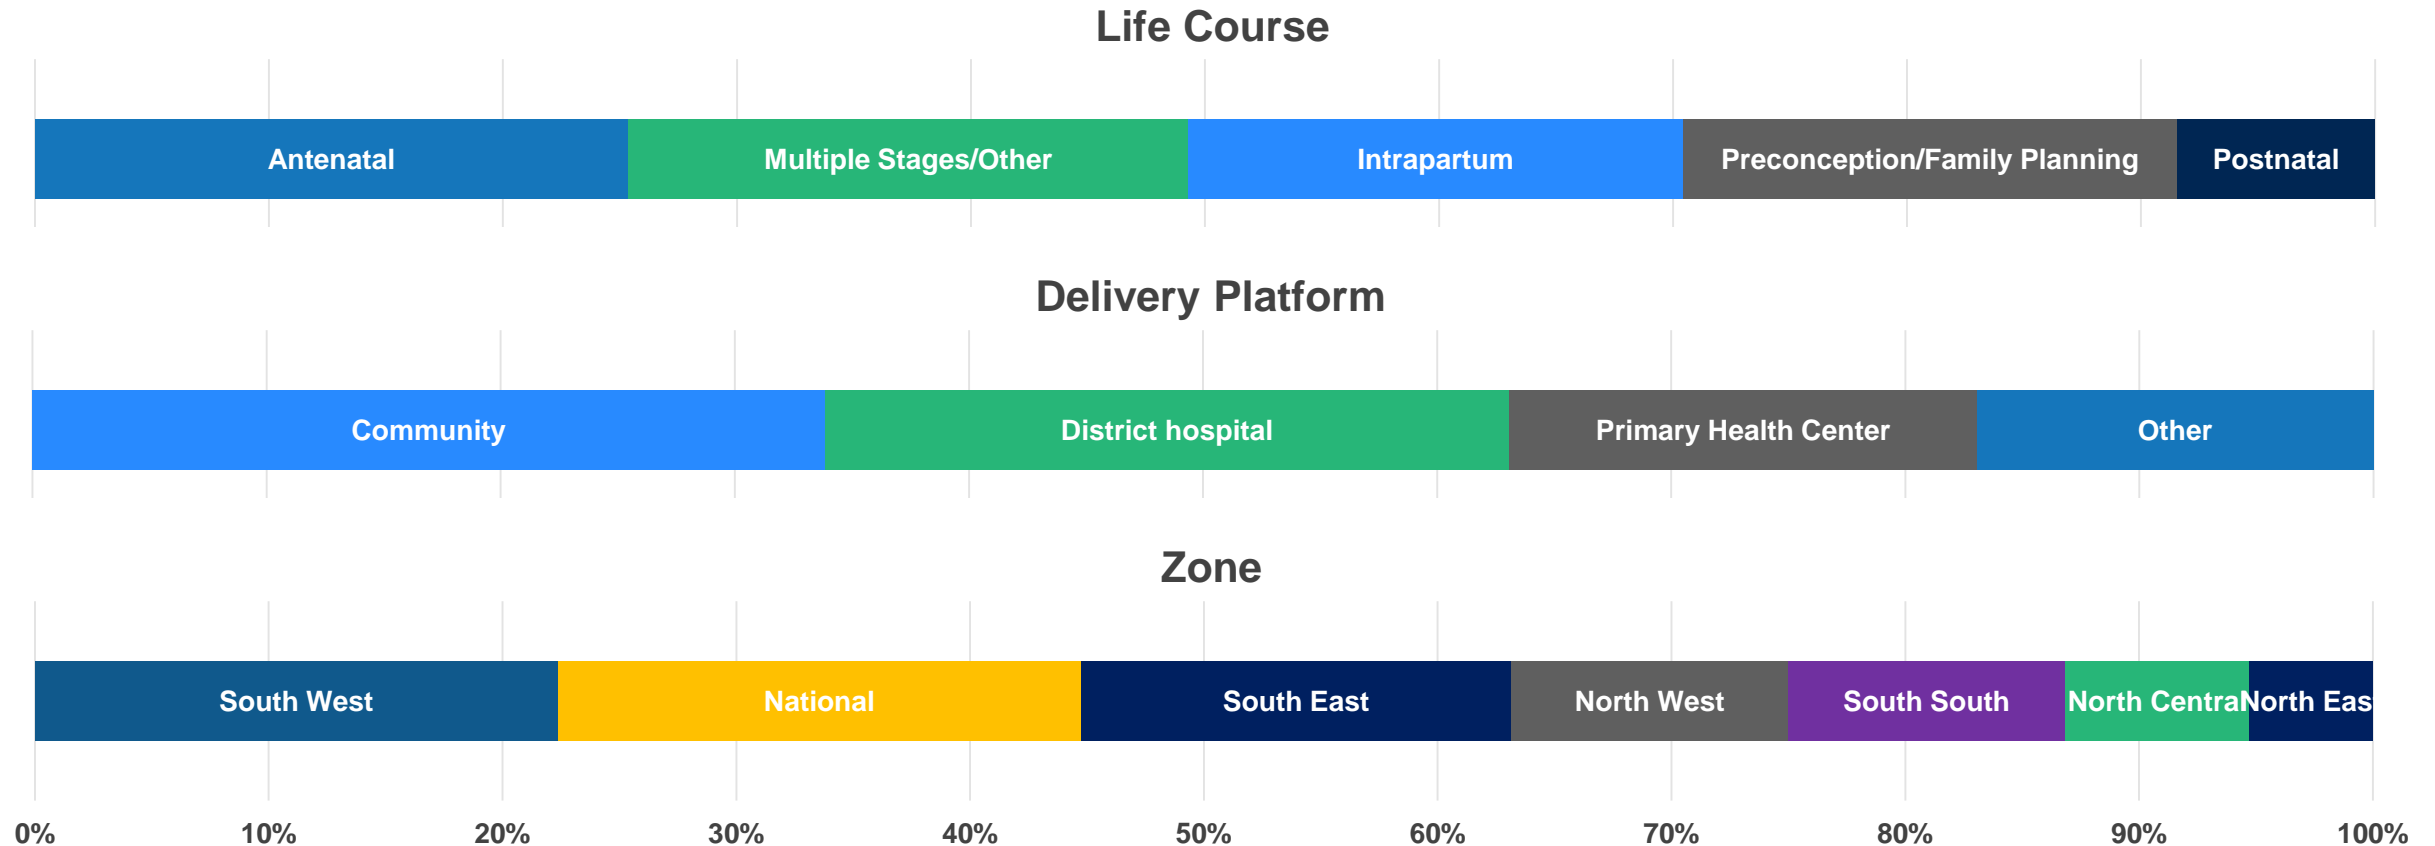 Life Course
Antenatal Multiple Stages/Other Intrapartum Preconception/Family Planning Postnatal
Delivery Platform
Community District hospital Primary Health Center Other
Zone
South West National South East North West South South North Central North Eas
0% 10% 20% 30% 40% 50% 60% 70% 80% 90% 100%